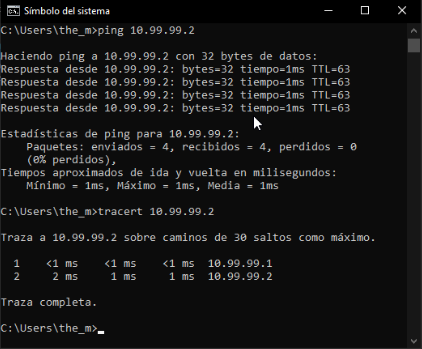 Símbolo del sistema
C:\Users\the_m>ping 10.99.99.2
Haciendo ping a 10.99.99.2 con 32 bytes de datos:
Respuesta desde 10.99.99.2: bytes=32 tiempo=1ms TTL=63
Respuesta desde 10.99.99.2: bytes=32 tiempo=1ms TTL=63
Respuesta desde 10.99.99.2: bytes=32 tiempo=1ms TTL=63
Respuesta desde 10.99.99.2: bytes=32 tiempo=1ms TTL=63
Estadísticas de ping para 10.99.99.2:
    Paquetes: enviados = 4, recibidos = 4, perdidos = 0
    (0% perdidos),
Tiempos aproximados de ida y vuelta en milisegundos:
    Mínimo = 1ms, Máximo = 1ms, Media = 1ms
C:\Users\the_m>tracert 10.99.99.2
Traza a 10.99.99.2 sobre caminos de 30 saltos como máximo.
  1    <1 ms    <1 ms    <1 ms  10.99.99.1
  2     2 ms     1 ms     1 ms  10.99.99.2
Traza completa.
C:\Users\the_m>